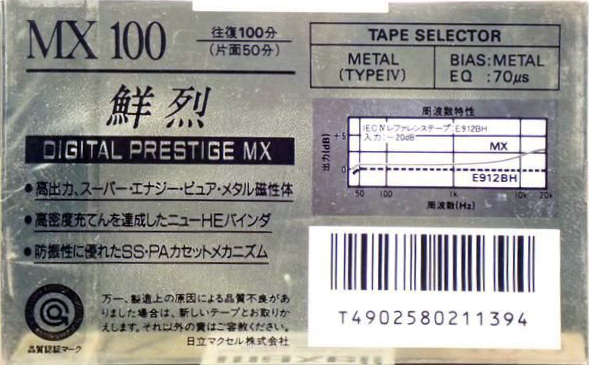 MX 100
往復100分
(片面50分)
TAPE SELECTOR
METAL
(TYPEⅣ)
BIAS:METAL
EQ :70μs
鮮烈
DIGITAL PRESTIGE MX
●高出力、スーパー・エナジー・ピュア・メタル磁性体
●高密度充てんを達成したニューHEバインダ
●防振性に優れたSS・PAカセットメカニズム
周波数特性
IECⅣレファレンステープ:E912BH
入力:-20dB
出力(dB)
+5
0
MX
E912BH
50 100 1k 10k 20k
周波数(Hz)
T4902580211394
万一、製造上の原因による品質不良があ
りました場合は、新しいテープとお取りか
えします。それ以外の責はご容赦ください。
日立マクセル株式会社
品質認証マーク